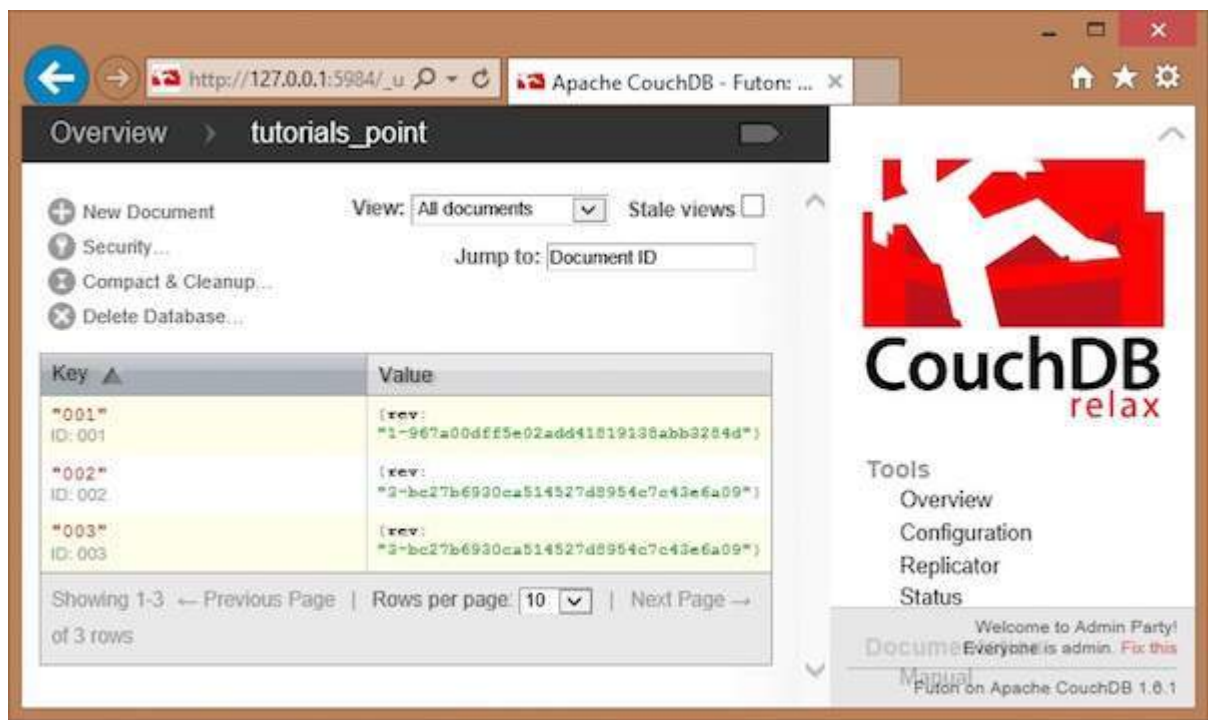 http://127.0.0.1:5984/_u
Apache CouchDB - Futon: ...
Overview
tutorials_point
New Document
Security...
Compact & Cleanup...
Delete Database...
View: All documents
Stale views
Jump to: Document ID
Key
Value
"001"
ID: 001
{rev:
"1-967a00dff5e02add41819138abb3284d"}
"002"
ID: 002
{rev:
"3-bc27b6930ca514527d8954c7c43e6a09"}
"003"
ID: 003
{rev:
"3-bc27b6930ca514527d8954c7c43e6a09"}
Showing 1-3 ← Previous Page | Rows per page: 10 | Next Page →
of 3 rows
CouchDB
relax
Tools
Overview
Configuration
Replicator
Status
Welcome to Admin Party!
Everyone is admin. Fix this
Manual
Futon on Apache CouchDB 1.6.1